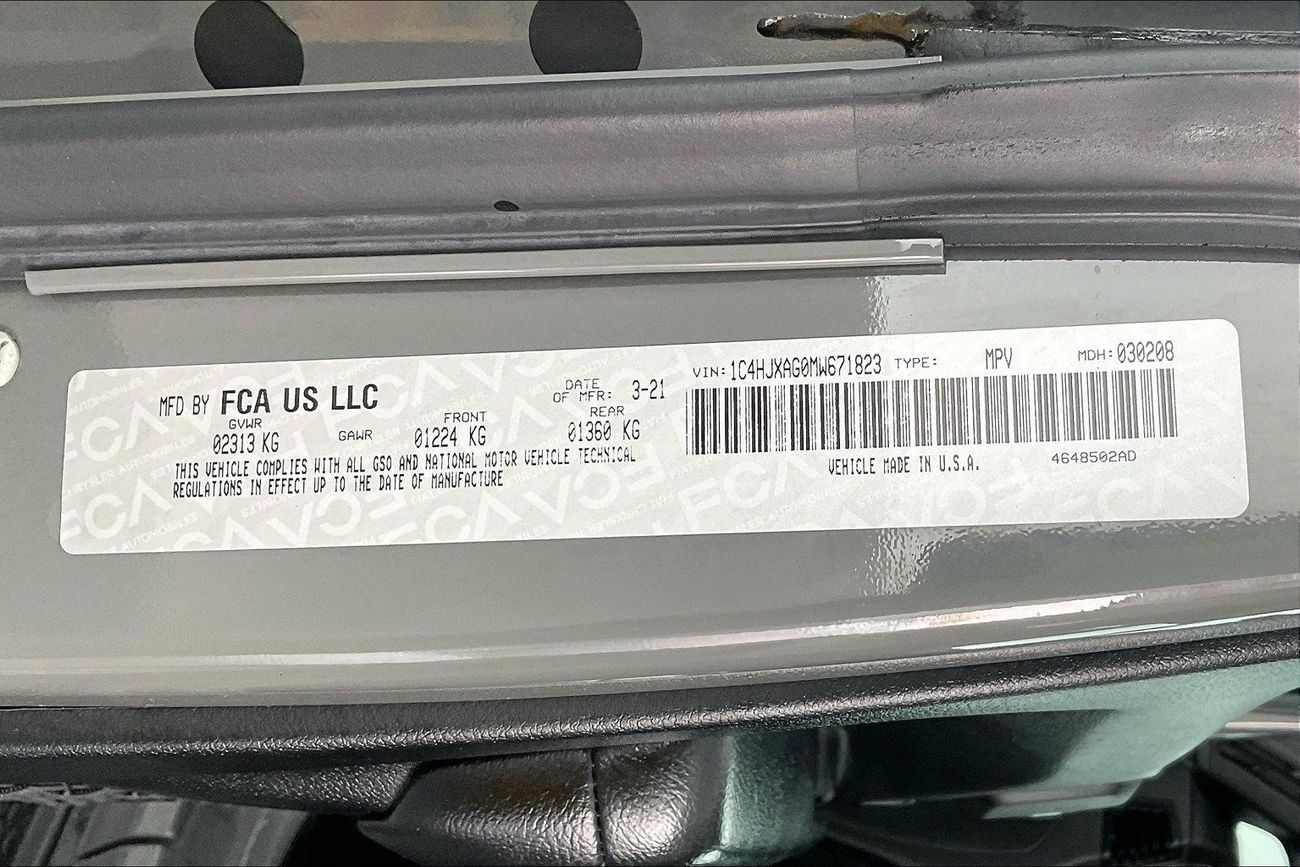 MFD BY FCA US LLC DATE OF MFR: 3-21 VIN: 1C4HJXAG0MW671823 TYPE: MPV MDH: 030208
GVWR 02313 KG GAWR FRONT 01224 KG REAR 01360 KG
THIS VEHICLE COMPLIES WITH ALL GSO AND NATIONAL MOTOR VEHICLE TECHNICAL
REGULATIONS IN EFFECT UP TO THE DATE OF MANUFACTURE
VEHICLE MADE IN U.S.A. 4648502AD